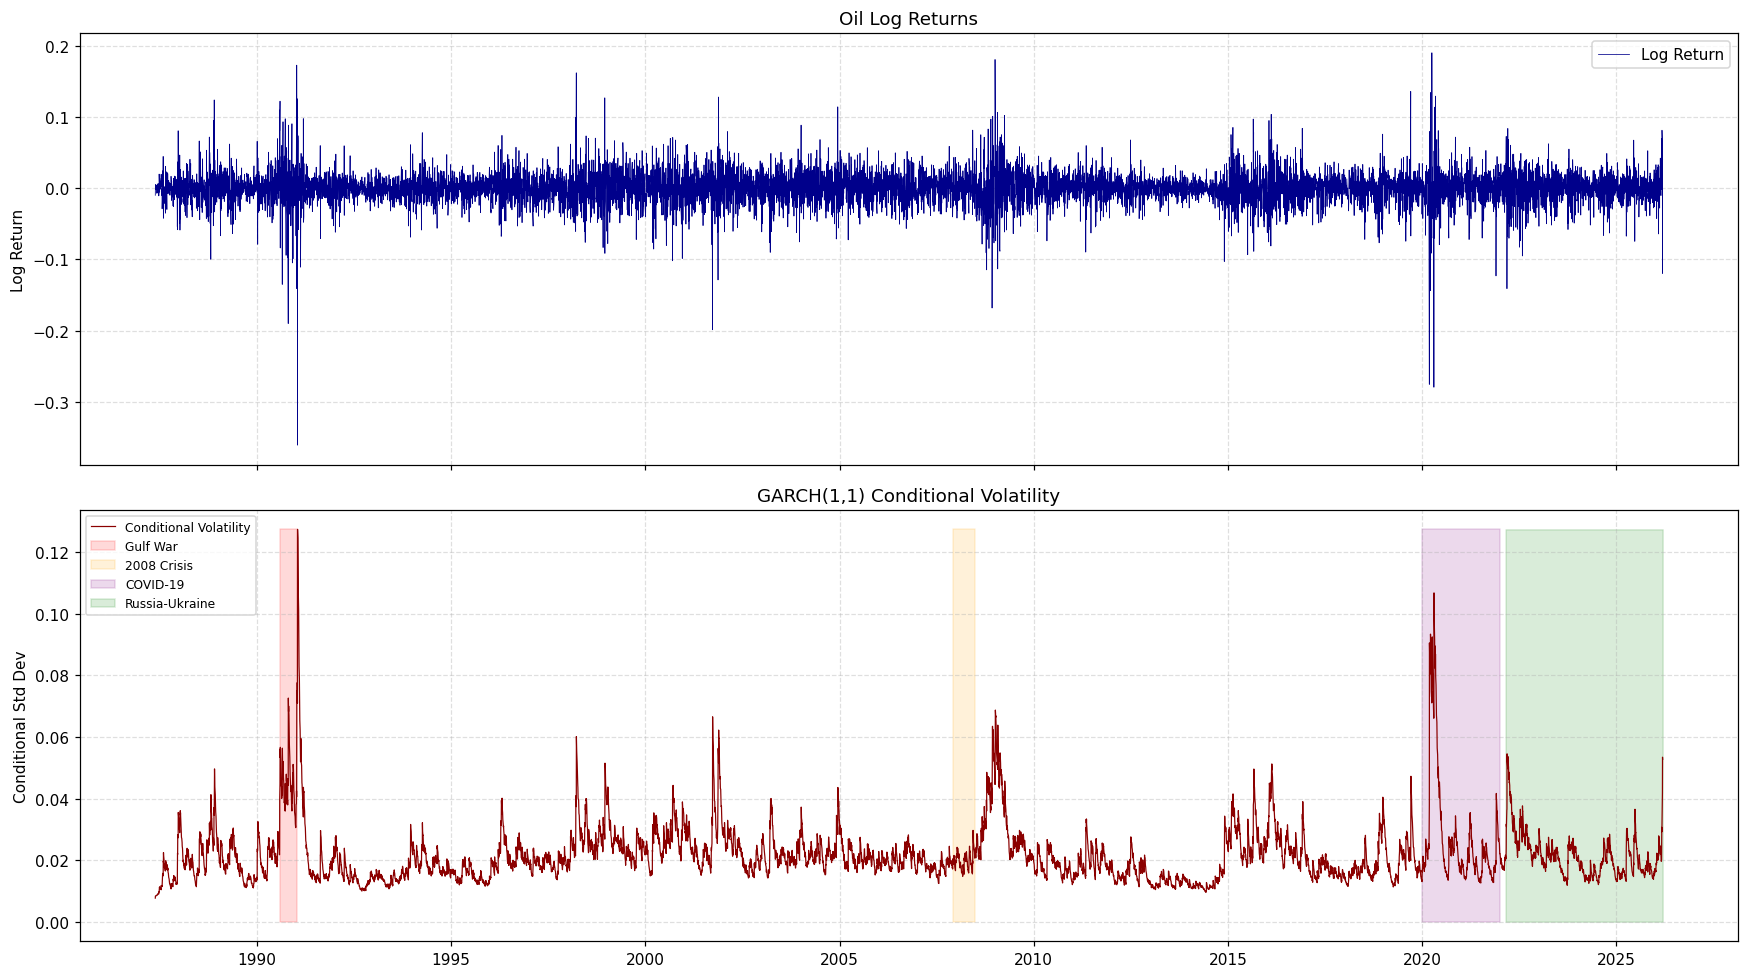 Oil Log Returns
Log Return
0.2
0.1
0.0
−0.1
−0.2
−0.3
Log Return
GARCH(1,1) Conditional Volatility
Conditional Volatility
Gulf War
2008 Crisis
COVID-19
Russia-Ukraine
0.12
0.10
0.08
0.06
0.04
0.02
0.00
Conditional Std Dev
1990 1995 2000 2005 2010 2015 2020 2025